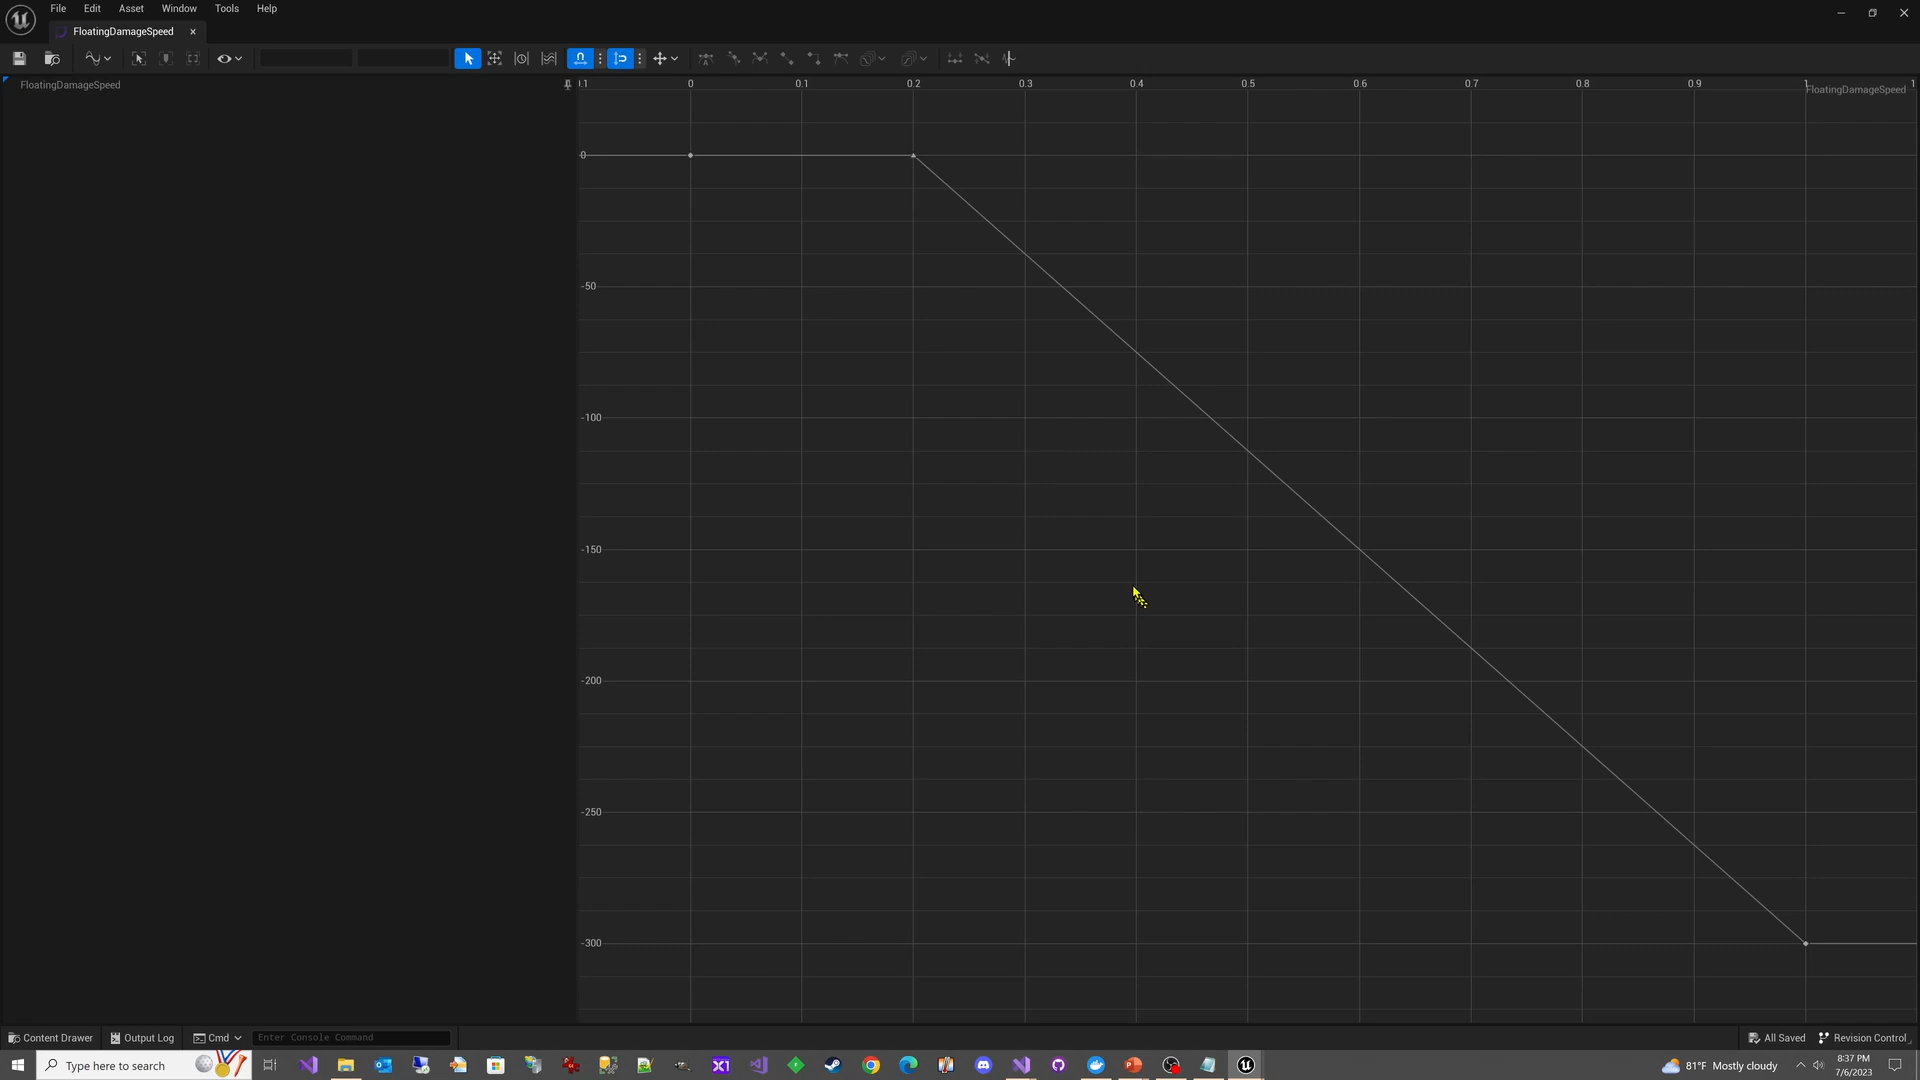 File Edit Asset Window Tools Help
FloatingDamageSpeed
FloatingDamageSpeed
0.1 0 0.1 0.2 0.3 0.4 0.5 0.6 0.7 0.8 0.9 1 1
FloatingDamageSpeed
0
-50
-100
-150
-200
-250
-300
Content Drawer Output Log Cmd Enter Console Command All Saved Revision Control
Type here to search 81°F Mostly cloudy 8:37 PM
7/6/2023